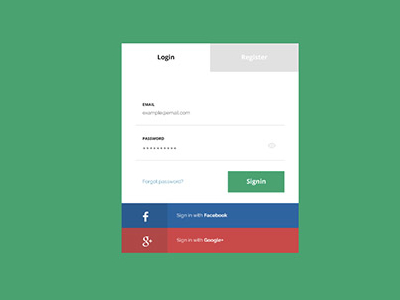 Login
Register
EMAIL
example@email.com
PASSWORD
Forgot password?
Signin
f
Sign in with Facebook
g+
Sign in with Google+